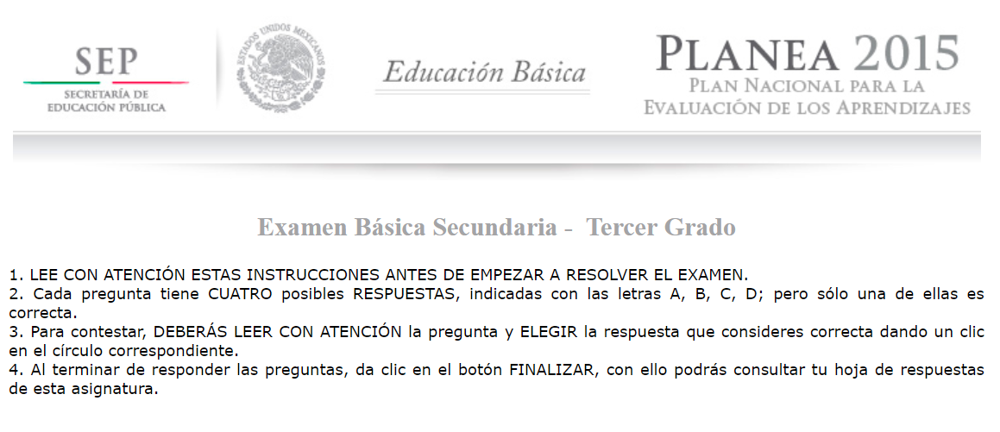 SEP
SECRETARÍA DE
EDUCACIÓN PÚBLICA
ESTADOS UNIDOS MEXICANOS
Educación Básica
PLANEA 2015
PLAN NACIONAL PARA LA
EVALUACIÓN DE LOS APRENDIZAJES
Examen Básica Secundaria - Tercer Grado
1. LEE CON ATENCIÓN ESTAS INSTRUCCIONES ANTES DE EMPEZAR A RESOLVER EL EXAMEN.
2. Cada pregunta tiene CUATRO posibles RESPUESTAS, indicadas con las letras A, B, C, D; pero sólo una de ellas es
correcta.
3. Para contestar, DEBERÁS LEER CON ATENCIÓN la pregunta y ELEGIR la respuesta que consideres correcta dando un clic
en el círculo correspondiente.
4. Al terminar de responder las preguntas, da clic en el botón FINALIZAR, con ello podrás consultar tu hoja de respuestas
de esta asignatura.